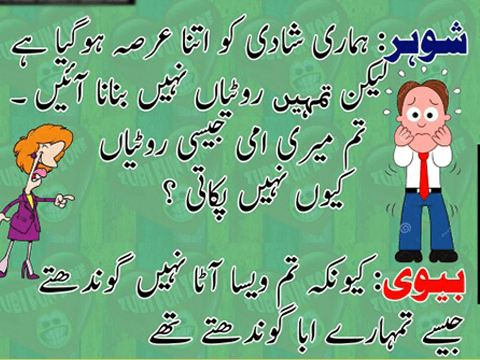 شوہر: ہماری شادی کو اتنا عرصہ ہوگیا ہے
لیکن تمہیں روٹیاں نہیں بنانا آئیں ۔
تم میری امی جیسی روٹیاں
کیوں نہیں پکاتی ؟
بیوی: کیونکہ تم ویسا آٹا نہیں گوندھتے
جیسے تمہارے ابا گوندھتے تھے